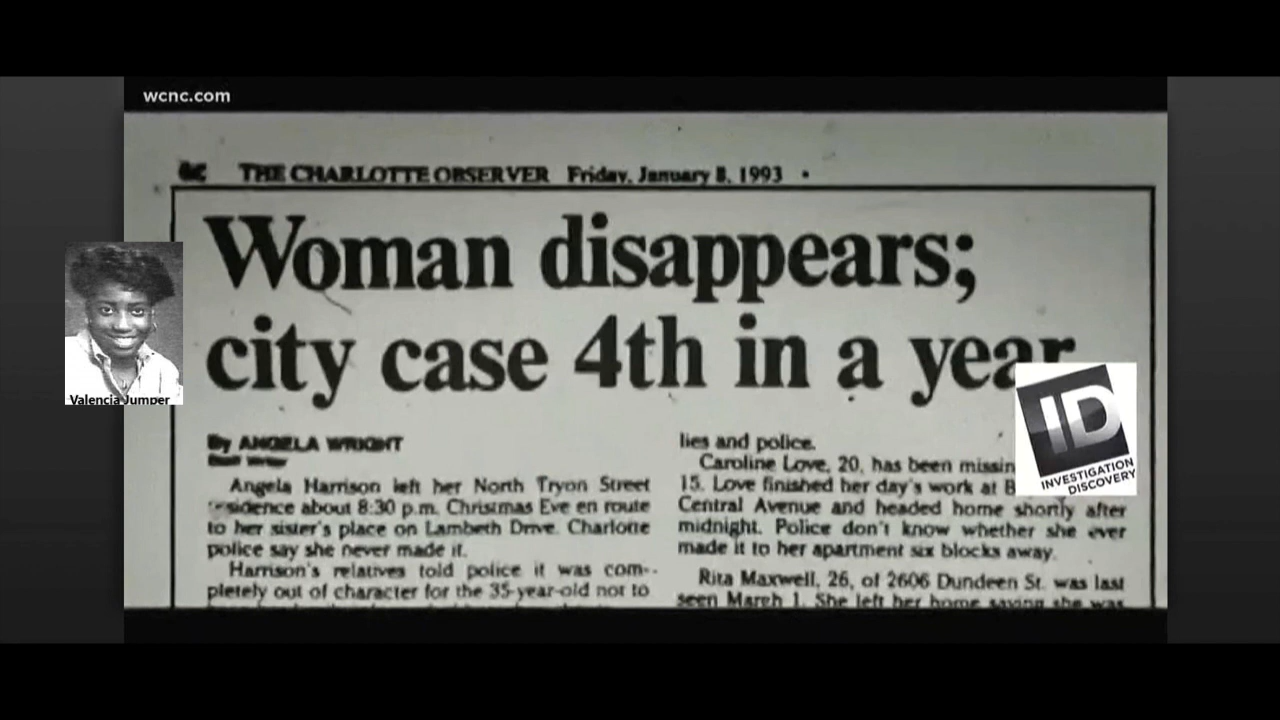 wcnc.com
6C THE CHARLOTTE OBSERVER Friday, January 8, 1993
Woman disappears;
city case 4th in a year
By ANGELA WRIGHT
Staff Writer
Angela Harrison left her North Tryon Street
residence about 8:30 p.m. Christmas Eve en route
to her sister's place on Lambeth Drive. Charlotte
police say she never made it.
Harrison's relatives told police it was com-
pletely out of character for the 35-year-old not to
lies and police.
Caroline Love, 20, has been missin
15. Love finished her day's work at B
Central Avenue and headed home shortly after
midnight. Police don't know whether she ever
made it to her apartment six blocks away.
Rita Maxwell, 26, of 2606 Dundeen St. was last
seen March 1. She left her home saying she was
Valencia Jumper
ID
INVESTIGATION
DISCOVERY